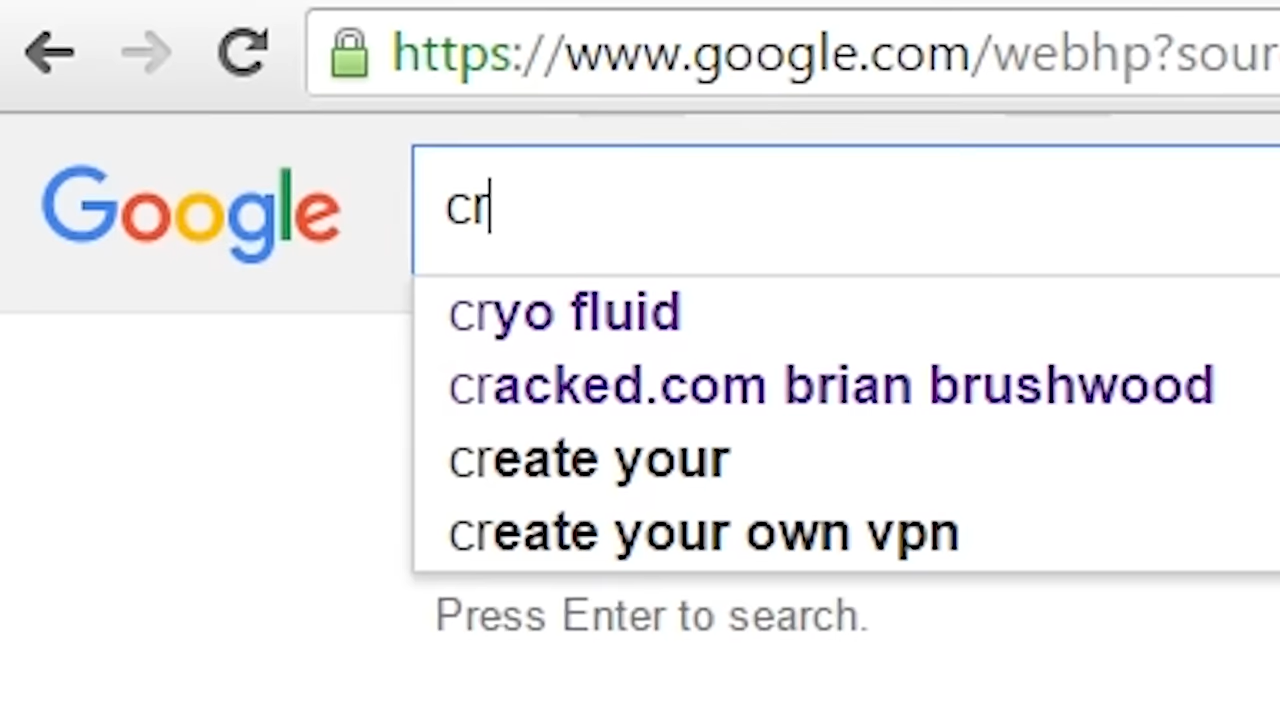 https://www.google.com/webhp?sour
Google
cr
cryo fluid
cracked.com brian brushwood
create your
create your own vpn
Press Enter to search.